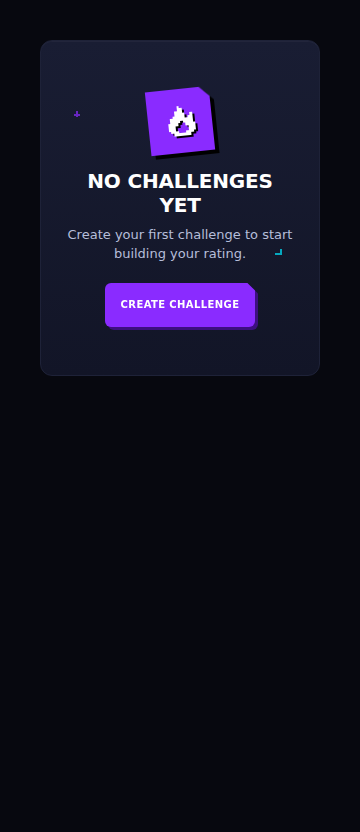 NO CHALLENGES
YET
Create your first challenge to start
building your rating.
CREATE CHALLENGE